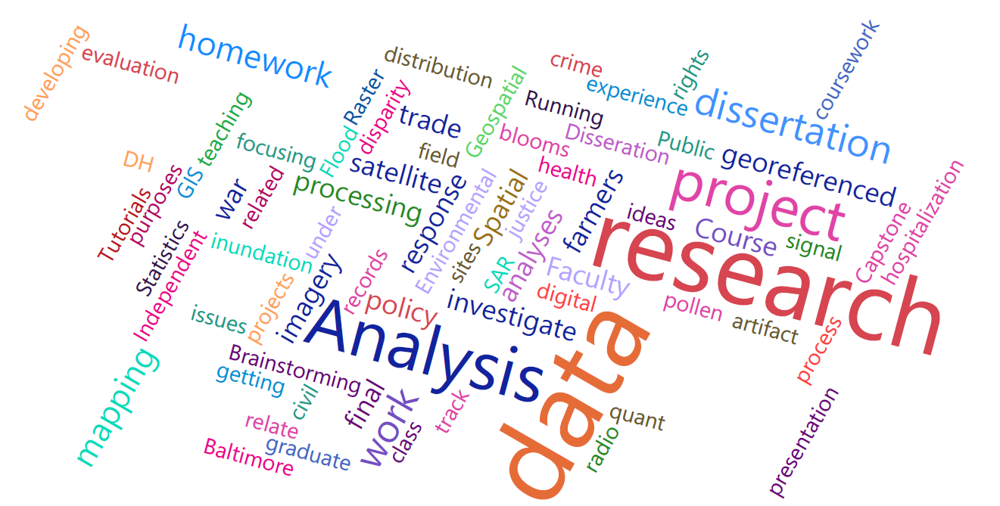 developing
evaluation
homework
distribution
crime
rights
coursework
experience
dissertation
Raster
disparity
Geospatial
Running
trade
teaching
focusing
Flood
field
blooms
Disseration
Public
georeferenced
DH
GIS
purposes
Tutorials
war
related
processing
satellite
response
Environmental
Spatial
justice
health
farmers
project
hospitalization
Capstone
ideas
Course
signal
research
Statistics
Independent
inundation
under
imagery
records
sites
SAR
analyses
Faculty
digital
pollen
artifact
process
issues
projects
policy
investigate
Analysis
data
mapping
Brainstorming
getting
civil
final
work
track
class
relate
graduate
Baltimore
quant
radio
presentation